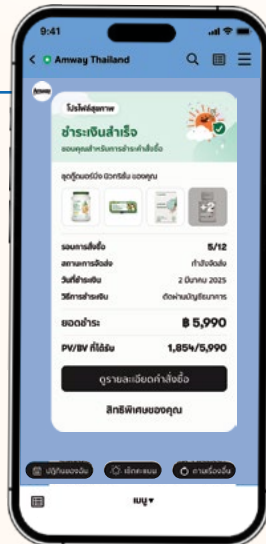 9:41
Amway Thailand
Amway
โปรไฟล์สุขภาพ
ชำระเงินสำเร็จ
ขอบคุณสำหรับการชำระคำสั่งซื้อ
ชุดกู๊ดมอร์นิ่ง นิวทริชั่น ของคุณ
+2
รอบการสั่งซื้อ 5/12
สถานะการจัดส่ง กำลังจัดส่ง
วันที่ชำระเงิน 2 มีนาคม 2025
วิธีการชำระเงิน ตัดผ่านบัญชีธนาคาร
ยอดชำระ ฿ 5,990
PV/BV ที่ได้รับ 1,854/5,990
ดูรายละเอียดคำสั่งซื้อ
สิทธิพิเศษของคุณ
ปฏิทินของฉัน
เช็กคะแนน
ถามเรื่องอื่น
เมนู ▾